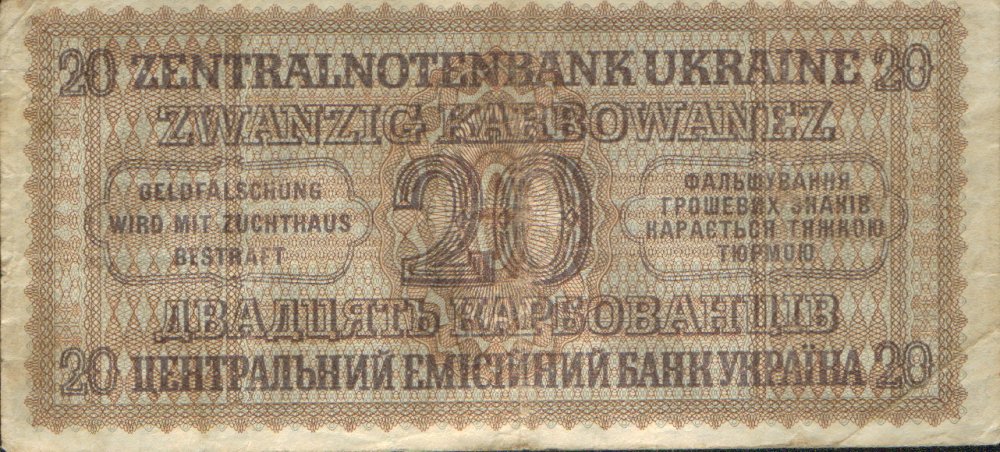 20 ZENTRALNOTENBANK UKRAINE 20
ZWANZIG KARBOWANEZ
GELDFÄLSCHUNG
WIRD MIT ZUCHTHAUS
BESTRAFT
20
ФАЛЬШУВАННЯ
ГРОШЕВИХ ЗНАКІВ
КАРАЄТЬСЯ ТЯЖКОЮ
ТЮРМОЮ
ДВАДЦЯТЬ КАРБОВАНЦІВ
20 ЦЕНТРАЛЬНИЙ ЕМІСІЙНИЙ БАНК УКРАЇНА 20